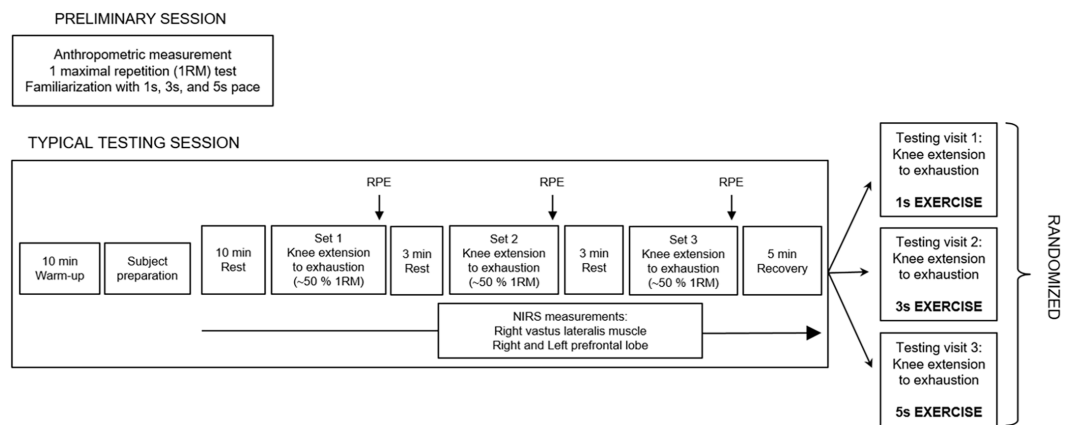 PRELIMINARY SESSION
Anthropometric measurement
1 maximal repetition (1RM) test
Familiarization with 1s, 3s, and 5s pace
TYPICAL TESTING SESSION
10 min
Warm-up
Subject
preparation
10 min
Rest
Set 1
Knee extension
to exhaustion
(~50 % 1RM)
RPE
3 min
Rest
Set 2
Knee extension
to exhaustion
(~50 % 1RM)
RPE
3 min
Rest
Set 3
Knee extension
to exhaustion
(~50 % 1RM)
RPE
5 min
Recovery
NIRS measurements:
Right vastus lateralis muscle
Right and Left prefrontal lobe
Testing visit 1:
Knee extension
to exhaustion
1s EXERCISE
Testing visit 2:
Knee extension
to exhaustion
3s EXERCISE
Testing visit 3:
Knee extension
to exhaustion
5s EXERCISE
RANDOMIZED